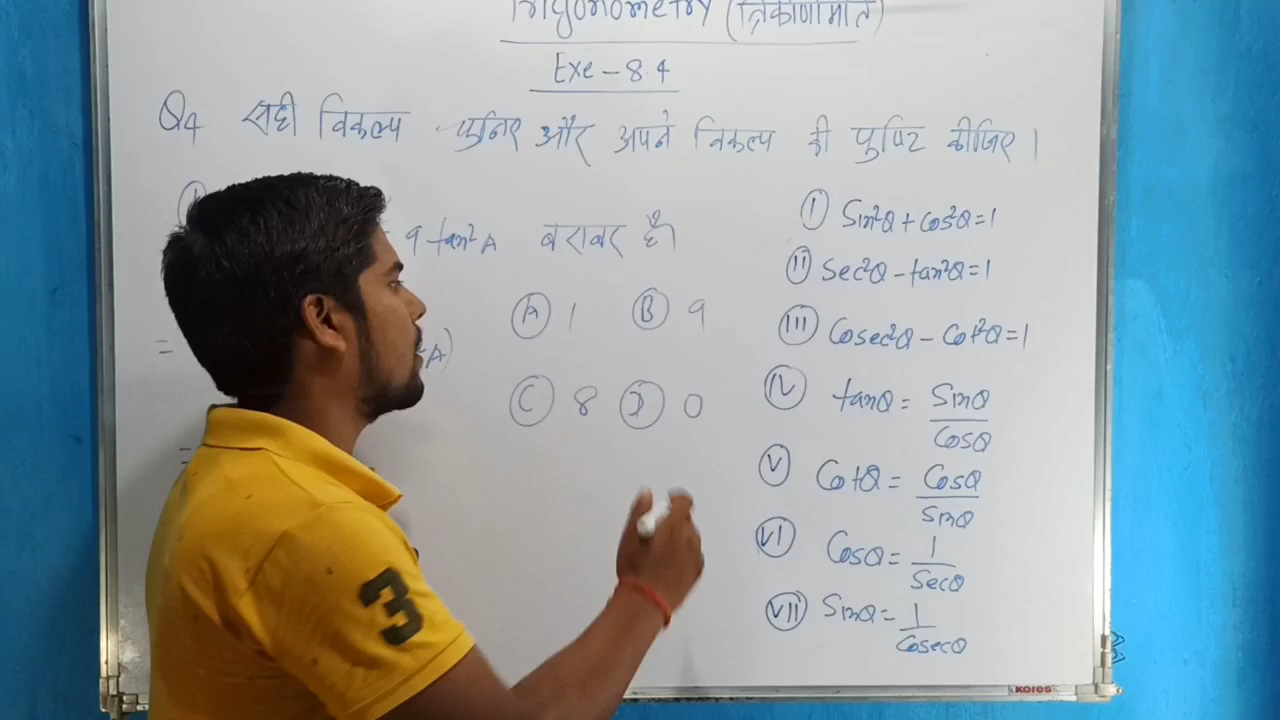 Trigonometry (त्रिकोणमिति)
Exe - 8.4
Q4 सही विकल्प चुनिए और अपने विकल्प की पुष्टि कीजिए।
I
9 tan²A बराबर है।
= A)
(A) 1 (B) 9
(C) 8 (D) 0
=
(I) Sin²θ + Cos²θ = 1
(II) Sec²θ - tan²θ = 1
(III) Cosec²θ - Cot²θ = 1
(IV) tanθ = Sinθ / Cosθ
(V) Cotθ = Cosθ / Sinθ
(VI) Cosθ = 1 / Secθ
(VII) Sinθ = 1 / Cosecθ
kores
3